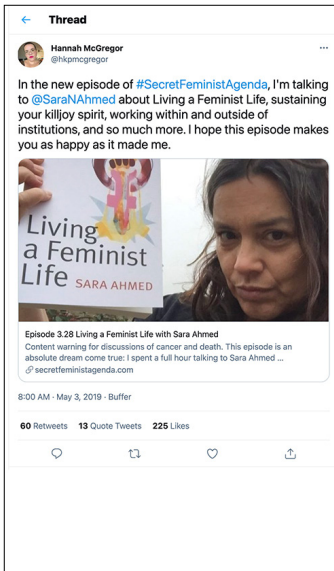 Thread
Hannah McGregor
@hkpmcgregor
In the new episode of #SecretFeministAgenda, I'm talking
to @SaraNAhmed about Living a Feminist Life, sustaining
your killjoy spirit, working within and outside of
institutions, and so much more. I hope this episode makes
you as happy as it made me.
Living
a Feminist
Life SARA AHMED
Episode 3.28 Living a Feminist Life with Sara Ahmed
Content warning for discussions of cancer and death. This episode is an
absolute dream come true: I spent a full hour talking to Sara Ahmed ...
secretfeministagenda.com
8:00 AM · May 3, 2019 · Buffer
60 Retweets 13 Quote Tweets 225 Likes